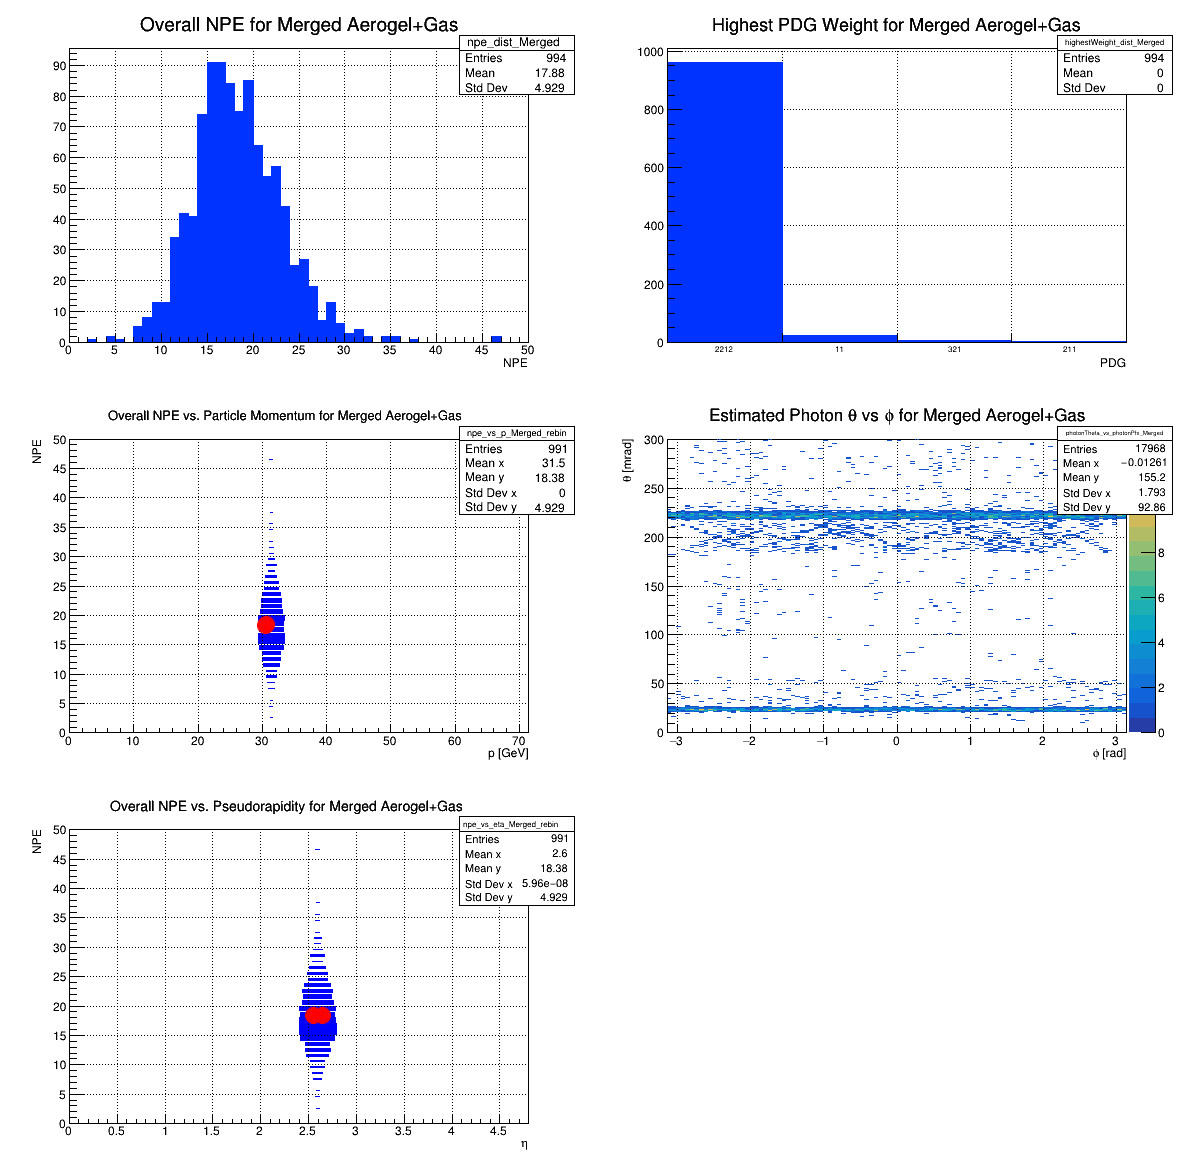 Overall NPE for Merged Aerogel+Gas
npe_dist_Merged
Entries 994
Mean 17.88
Std Dev 4.929
90
80
70
60
50
40
30
20
10
0
0 5 10 15 20 25 30 35 40 45 50
NPE
Highest PDG Weight for Merged Aerogel+Gas
highestWeight_dist_Merged
Entries 994
Mean 0
Std Dev 0
1000
800
600
400
200
0
2212 11 321 211
PDG
Overall NPE vs. Particle Momentum for Merged Aerogel+Gas
npe_vs_p_Merged_rebin
Entries 991
Mean x 31.5
Mean y 18.38
Std Dev x 0
Std Dev y 4.929
NPE
50
45
40
35
30
25
20
15
10
5
0
0 10 20 30 40 50 60 70
p [GeV]
Estimated Photon θ vs ϕ for Merged Aerogel+Gas
photonTheta_vs_photonPhi_Merged
Entries 17968
Mean x −0.01261
Mean y 155.2
Std Dev x 1.793
Std Dev y 92.86
θ [mrad]
300
250
200
150
100
50
0
−3 −2 −1 0 1 2 3
ϕ [rad]
8
6
4
2
0
Overall NPE vs. Pseudorapidity for Merged Aerogel+Gas
npe_vs_eta_Merged_rebin
Entries 991
Mean x 2.6
Mean y 18.38
Std Dev x 5.96e−08
Std Dev y 4.929
NPE
50
45
40
35
30
25
20
15
10
5
0
0 0.5 1 1.5 2 2.5 3 3.5 4 4.5
η